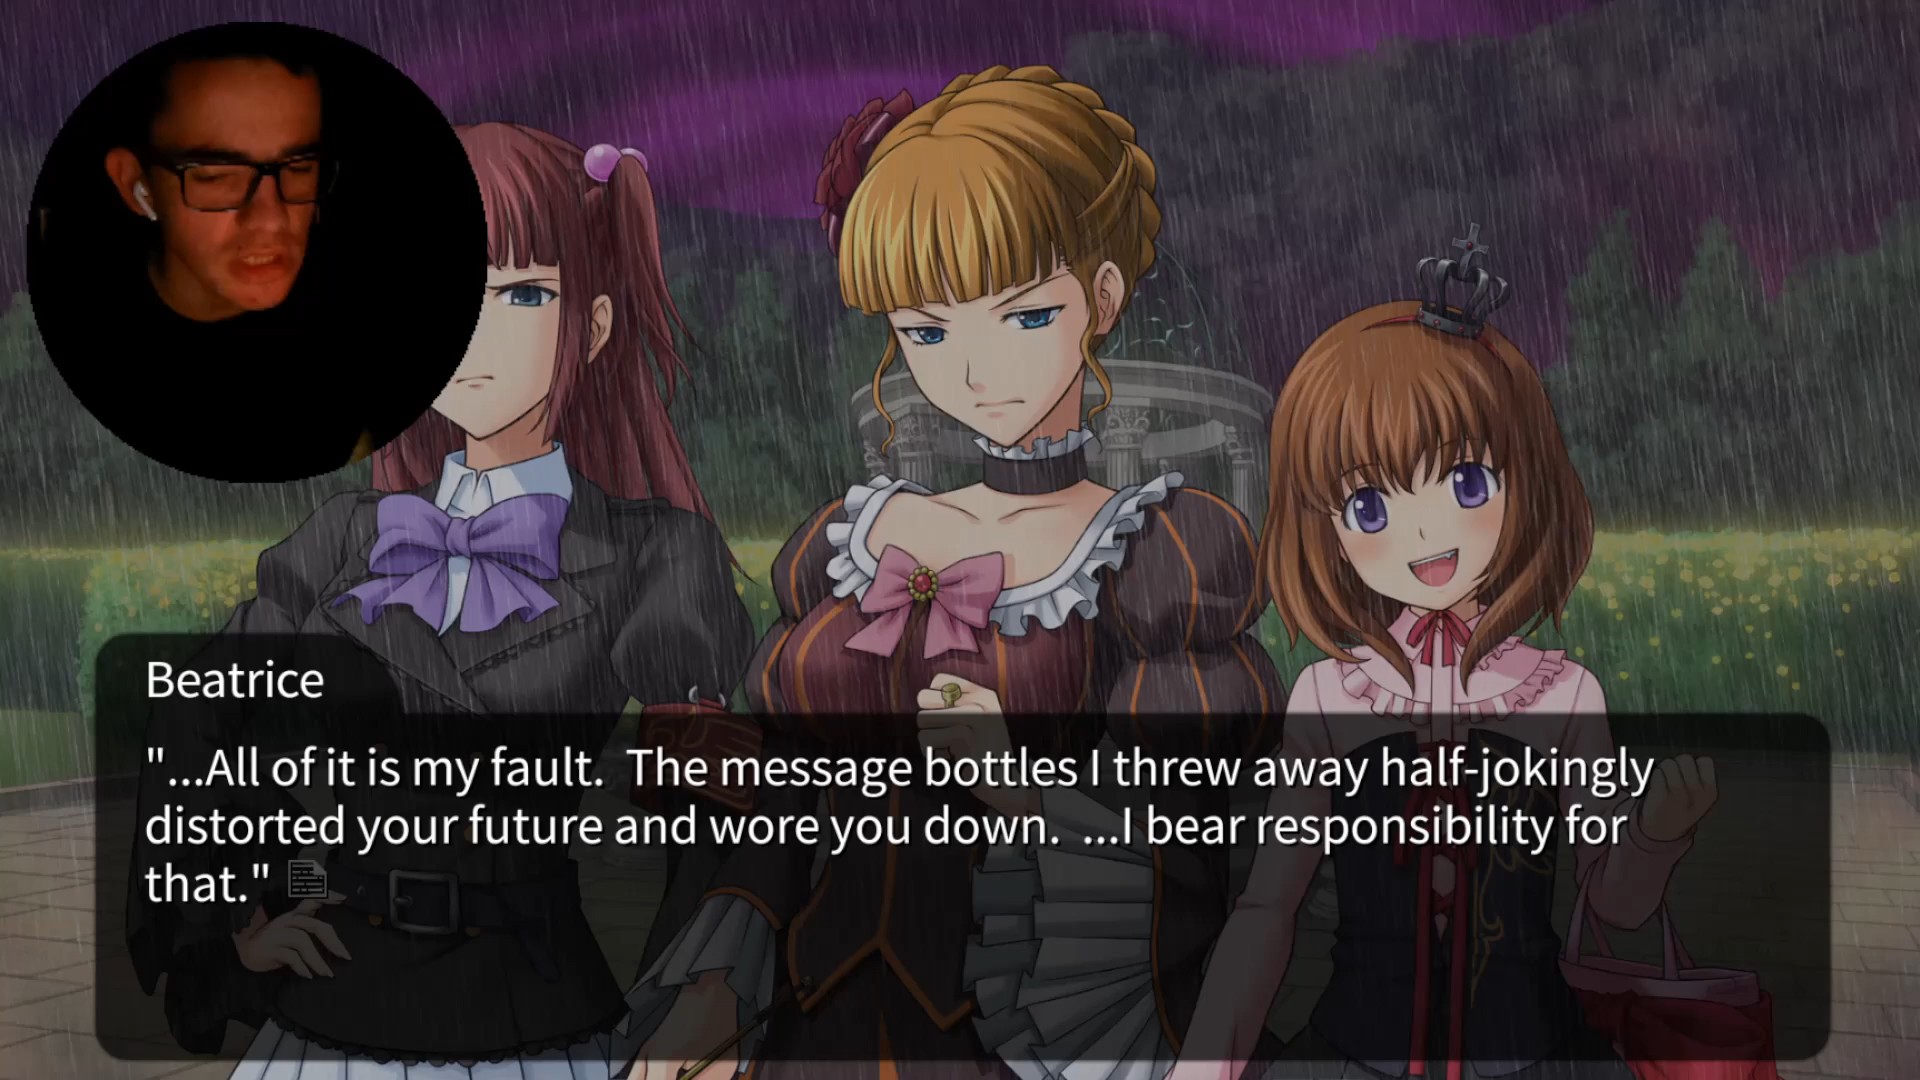 Beatrice
"...All of it is my fault.  The message bottles I threw away half-jokingly
distorted your future and wore you down.  ...I bear responsibility for
that."